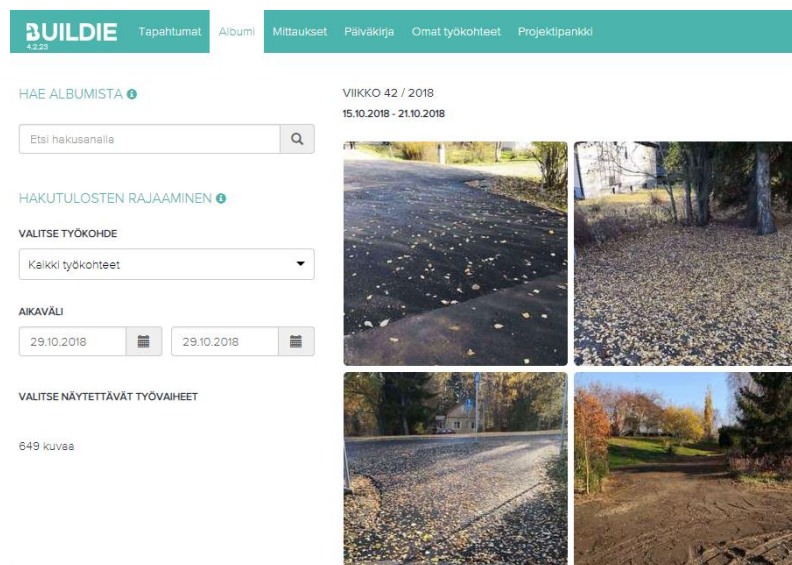 BUILDIE
4.2.23
Tapahtumat Albumi Mittaukset Päiväkirja Omat työkohteet Projektipankki
HAE ALBUMISTA
Etsi hakusanalla
HAKUTULOSTEN RAJAAMINEN
VALITSE TYÖKOHDE
Kaikki työkohteet
AIKAVÄLI
29.10.2018 29.10.2018
VALITSE NÄYTETTÄVÄT TYÖVAIHEET
649 kuvaa
VIIKKO 42 / 2018
15.10.2018 - 21.10.2018